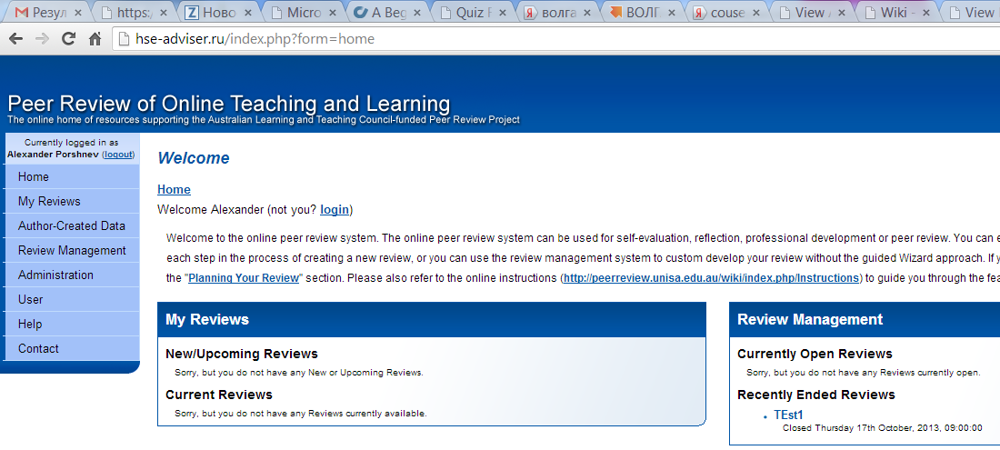 Резул
https:/
Ново
Micro
A Beg
Quiz F
волга
ВОЛГ
couse
View
Wiki -
View
hse-adviser.ru/index.php?form=home
Peer Review of Online Teaching and Learning
The online home of resources supporting the Australian Learning and Teaching Council-funded Peer Review Project
Currently logged in as
Alexander Porshnev (logout)
Home
My Reviews
Author-Created Data
Review Management
Administration
User
Help
Contact
Welcome
Home
Welcome Alexander (not you? login)
Welcome to the online peer review system. The online peer review system can be used for self-evaluation, reflection, professional development or peer review. You can e
each step in the process of creating a new review, or you can use the review management system to custom develop your review without the guided Wizard approach. If y
the "Planning Your Review" section. Please also refer to the online instructions (http://peerreview.unisa.edu.au/wiki/index.php/Instructions) to guide you through the fea
My Reviews
New/Upcoming Reviews
Sorry, but you do not have any New or Upcoming Reviews.
Current Reviews
Sorry, but you do not have any Reviews currently available.
Review Management
Currently Open Reviews
Sorry, but you do not have any Reviews currently open.
Recently Ended Reviews
TEst1
Closed Thursday 17th October, 2013, 09:00:00